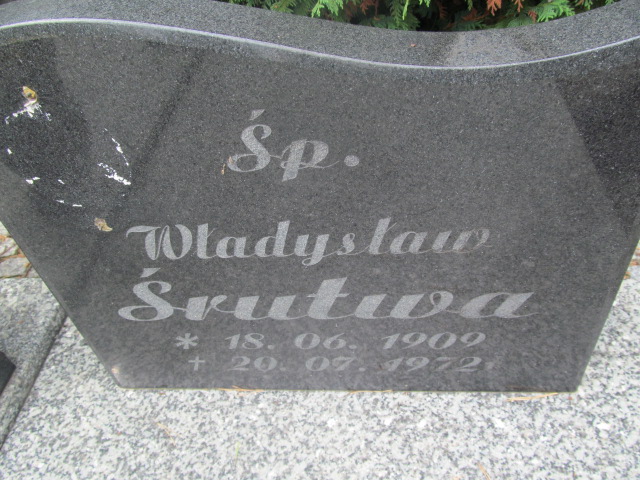 Śp.
Władysław
Śrutwa
* 18. 06. 1909
+ 20. 07. 1972